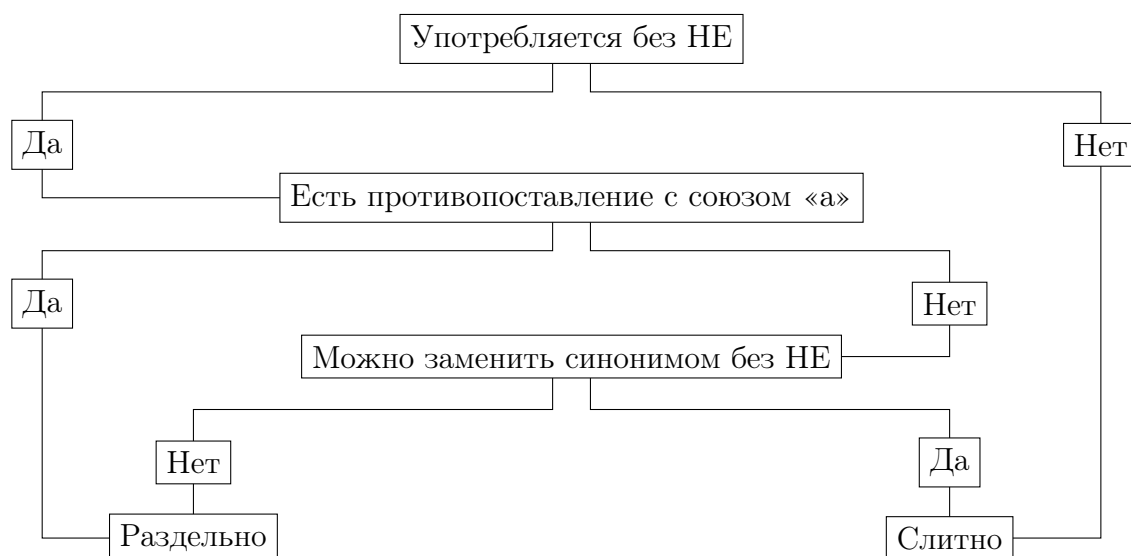 Употребляется без НЕ
Да
Нет
Есть противопоставление с союзом «а»
Да
Нет
Можно заменить синонимом без НЕ
Нет
Да
Раздельно
Слитно